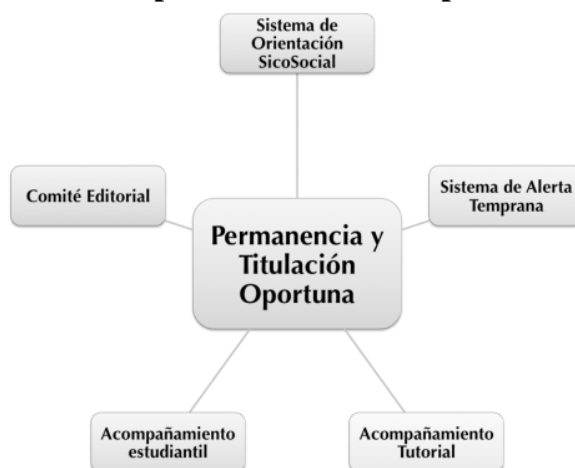 Sistema de
Orientación
SicoSocial
Comité Editorial
Sistema de Alerta
Temprana
Permanencia y
Titulación
Oportuna
Acompañamiento
estudiantil
Acompañamiento
Tutorial